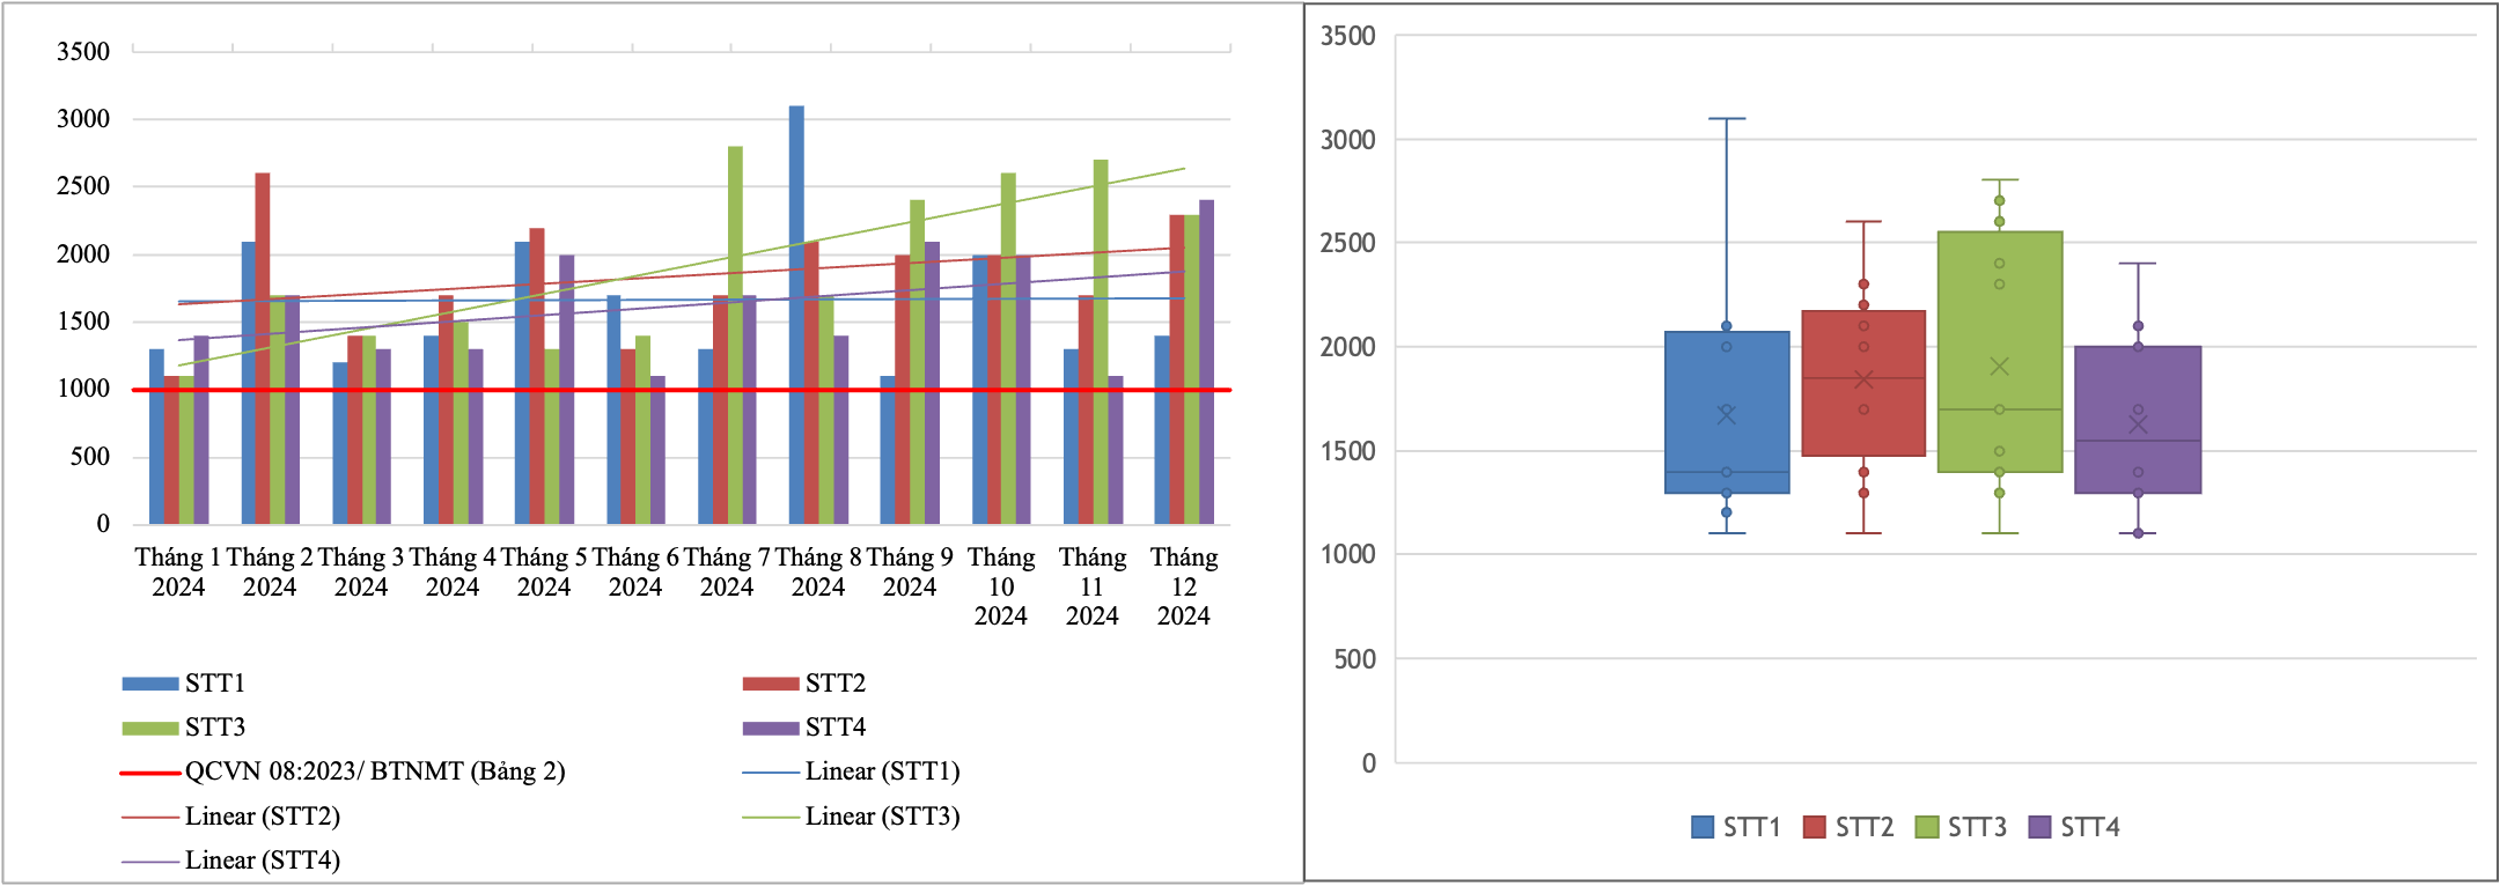 3500
3000
2500
2000
1500
1000
500
0
Tháng 1 2024
Tháng 2 2024
Tháng 3 2024
Tháng 4 2024
Tháng 5 2024
Tháng 6 2024
Tháng 7 2024
Tháng 8 2024
Tháng 9 2024
Tháng 10 2024
Tháng 11 2024
Tháng 12 2024
STT1
STT2
STT3
STT4
QCVN 08:2023/ BTNMT (Bảng 2)
Linear (STT1)
Linear (STT2)
Linear (STT3)
Linear (STT4)
3500
3000
2500
2000
1500
1000
500
0
STT1 STT2 STT3 STT4